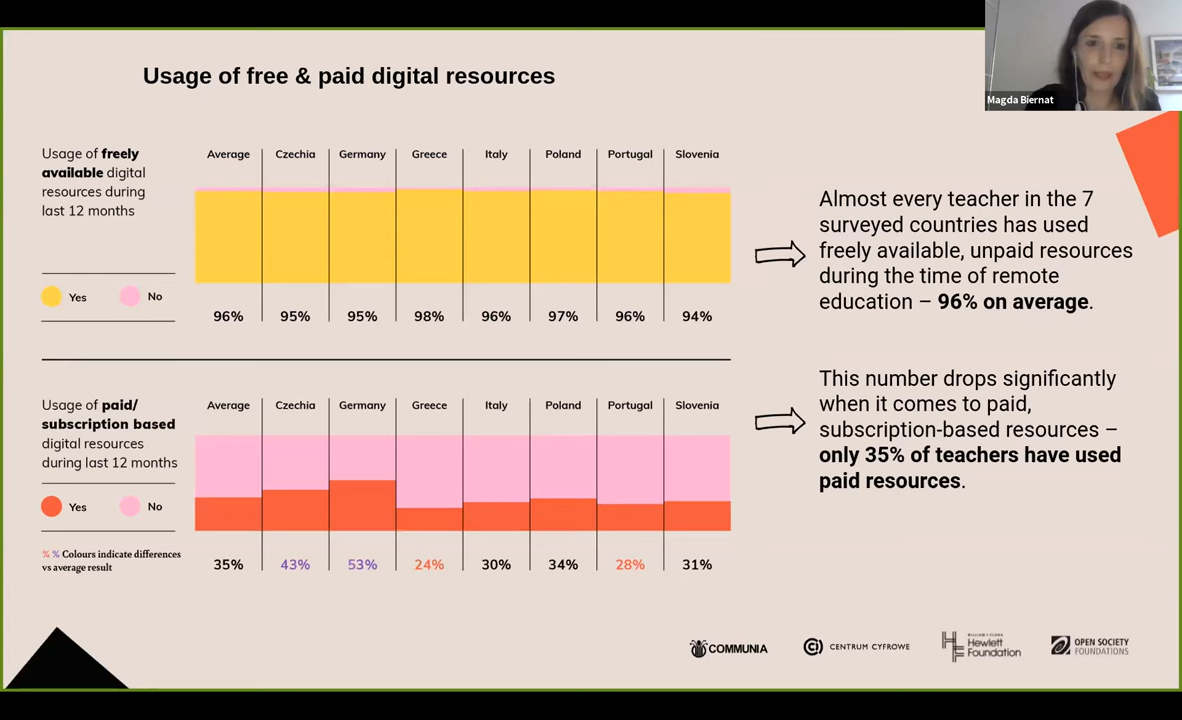 Magda Biernat
Usage of free & paid digital resources
Usage of freely
available digital
resources during
last 12 months
Yes No
Average Czechia Germany Greece Italy Poland Portugal Slovenia
96% 95% 95% 98% 96% 97% 96% 94%
Almost every teacher in the 7
surveyed countries has used
freely available, unpaid resources
during the time of remote
education – 96% on average.
Usage of paid/
subscription based
digital resources
during last 12 months
Yes No
% % Colours indicate differences
vs average result
Average Czechia Germany Greece Italy Poland Portugal Slovenia
35% 43% 53% 24% 30% 34% 28% 31%
This number drops significantly
when it comes to paid,
subscription-based resources –
only 35% of teachers have used
paid resources.
COMMUNIA
CENTRUM CYFROWE
WILLIAM + FLORA
Hewlett
Foundation
OPEN SOCIETY
FOUNDATIONS